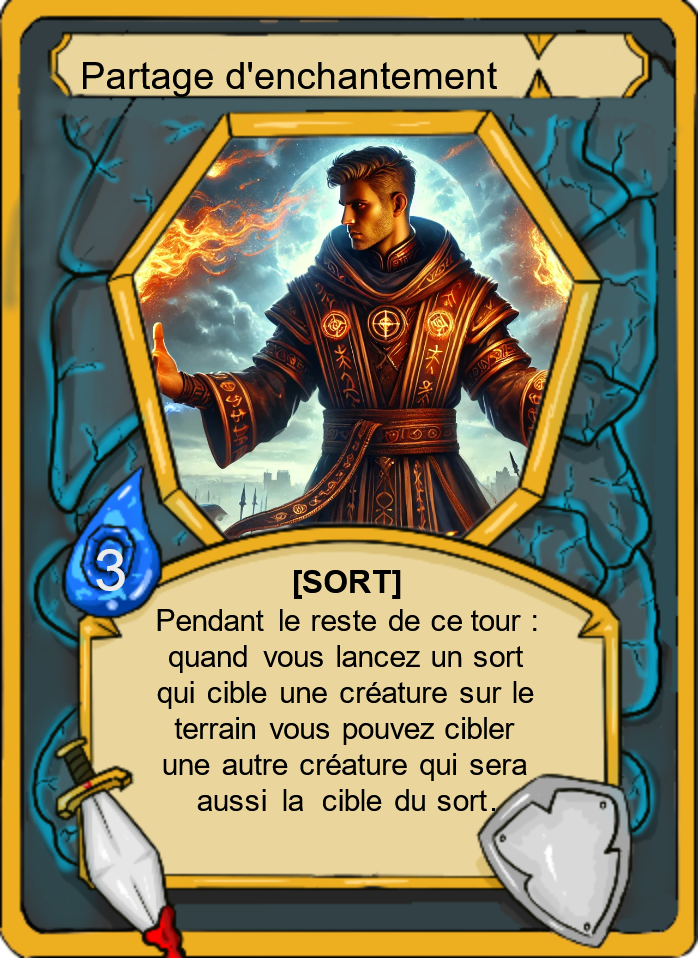 Partage d'enchantement
3
[SORT]
Pendant le reste de ce tour :
quand vous lancez un sort
qui cible une créature sur le
terrain vous pouvez cibler
une autre créature qui sera
aussi la cible du sort.